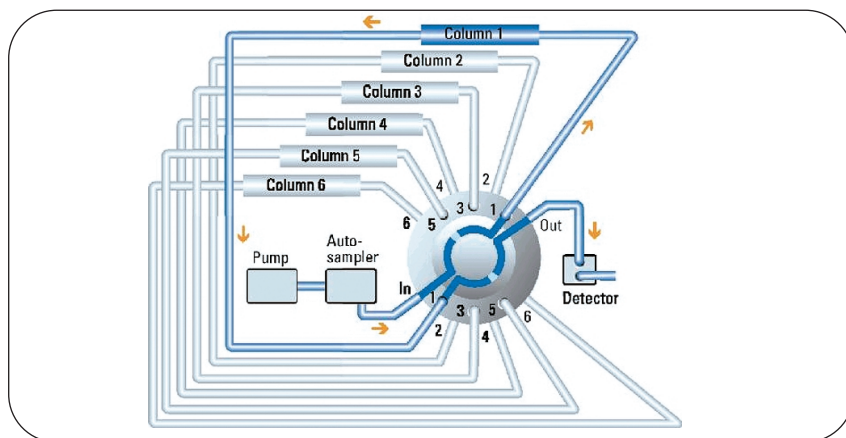 Column 1
Column 2
Column 3
Column 4
Column 5
Column 6
4
2
6
5
3
1
Out
Auto-
sampler
Pump
In
Detector
1
2
3
4
5
6